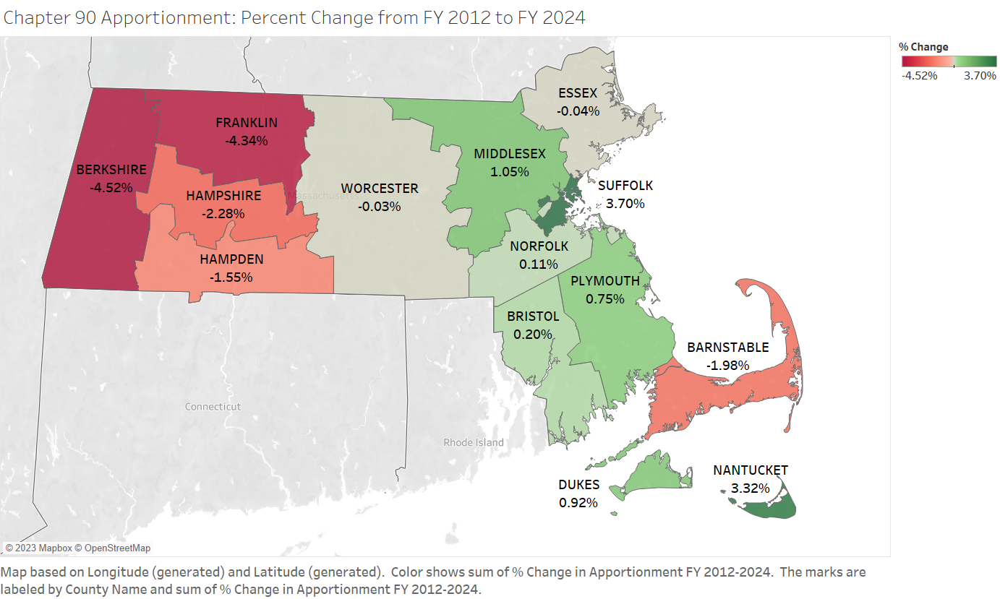 Chapter 90 Apportionment: Percent Change from FY 2012 to FY 2024
% Change
-4.52% 3.70%
ESSEX
-0.04%
FRANKLIN
-4.34%
MIDDLESEX
1.05%
BERKSHIRE
-4.52%
SUFFOLK
3.70%
WORCESTER
-0.03%
Massachusetts
HAMPSHIRE
-2.28%
NORFOLK
0.11%
HAMPDEN
-1.55%
PLYMOUTH
0.75%
BRISTOL
0.20%
BARNSTABLE
-1.98%
Connecticut
Rhode Island
NANTUCKET
3.32%
DUKES
0.92%
© 2023 Mapbox © OpenStreetMap
Map based on Longitude (generated) and Latitude (generated).  Color shows sum of % Change in Apportionment FY 2012-2024.  The marks are
labeled by County Name and sum of % Change in Apportionment FY 2012-2024.